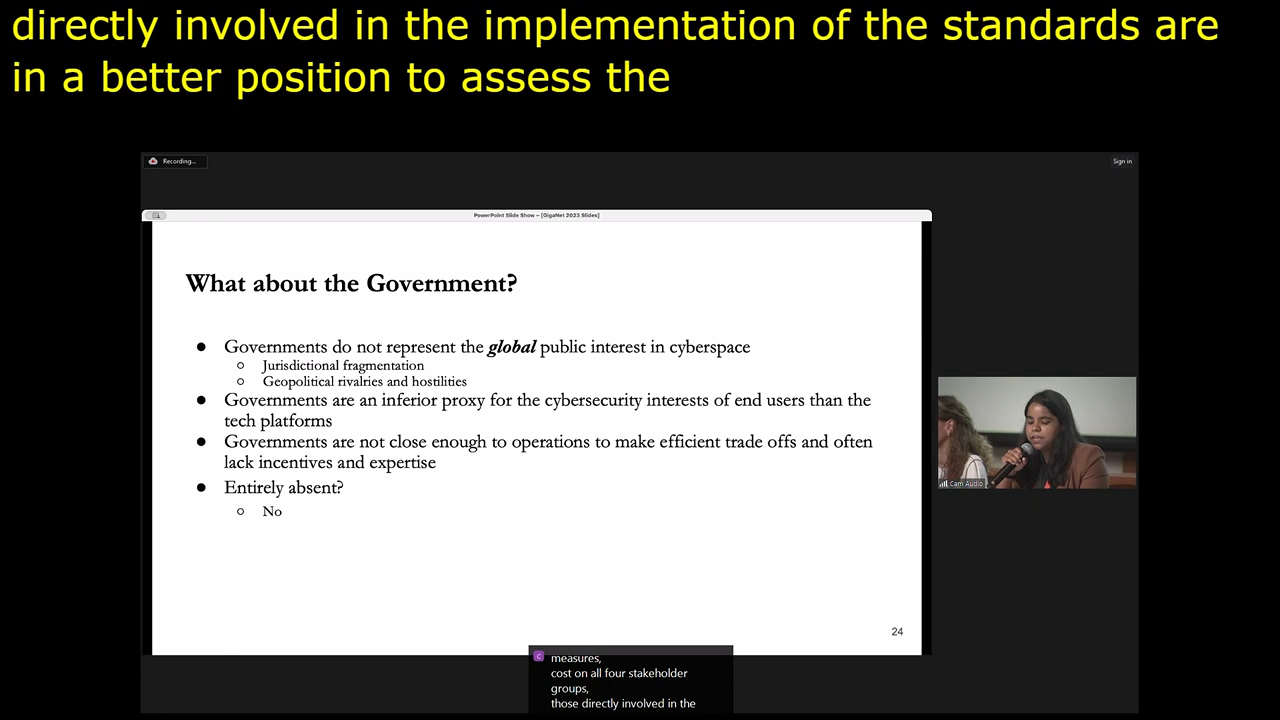 directly involved in the implementation of the standards are
in a better position to assess the
Recording...
Sign in
PowerPoint Slide Show – [GigaNet 2023 Slides]
What about the Government?
● Governments do not represent the global public interest in cyberspace
○ Jurisdictional fragmentation
○ Geopolitical rivalries and hostilities
● Governments are an inferior proxy for the cybersecurity interests of end users than the
tech platforms
● Governments are not close enough to operations to make efficient trade offs and often
lack incentives and expertise
● Entirely absent?
○ No
Cam Audio
24
C
measures,
cost on all four stakeholder
groups,
those directly involved in the